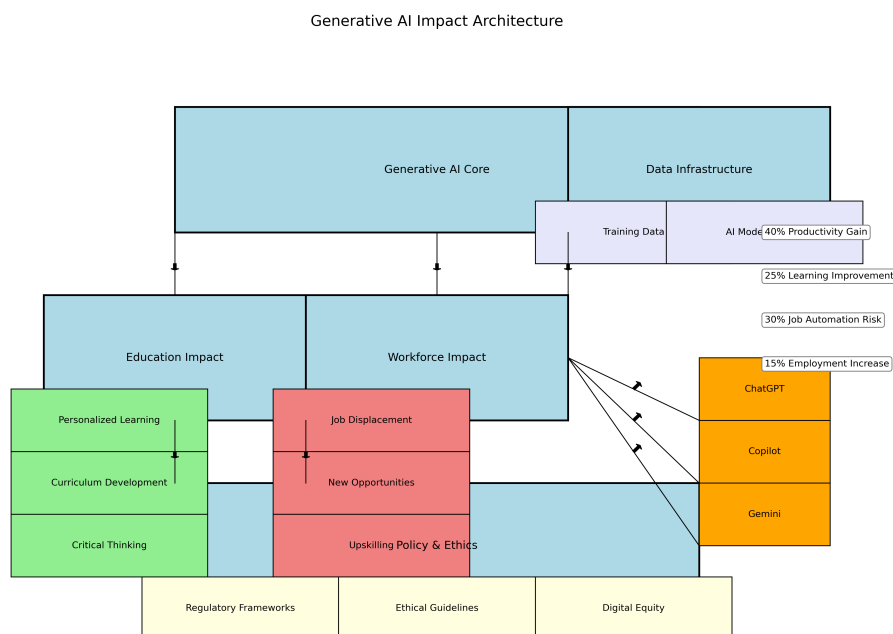 Generative AI Impact Architecture
Generative AI Core
Data Infrastructure
Training Data
AI Mode
40% Productivity Gain
25% Learning Improvement
30% Job Automation Risk
15% Employment Increase
Education Impact
Workforce Impact
ChatGPT
Copilot
Gemini
Personalized Learning
Curriculum Development
Critical Thinking
Job Displacement
New Opportunities
Upskilling
Policy & Ethics
Regulatory Frameworks
Ethical Guidelines
Digital Equity